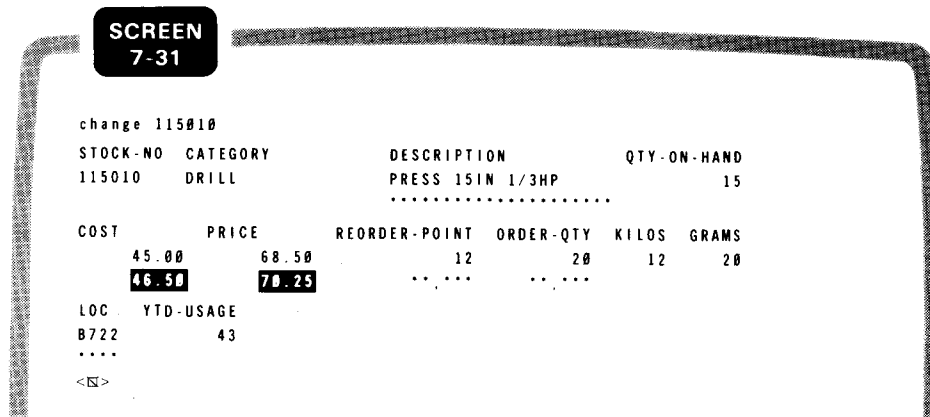 SCREEN
7-31
change 115010
STOCK-NO CATEGORY DESCRIPTION QTY-ON-HAND
115010 DRILL PRESS 15IN 1/3HP 15
......................
COST PRICE REORDER-POINT ORDER-QTY KILOS GRAMS
45.00 68.50 12 20 12 20
46.50 70.25 ..,... ..,...
LOC YTD-USAGE
B722 43
....
<N>